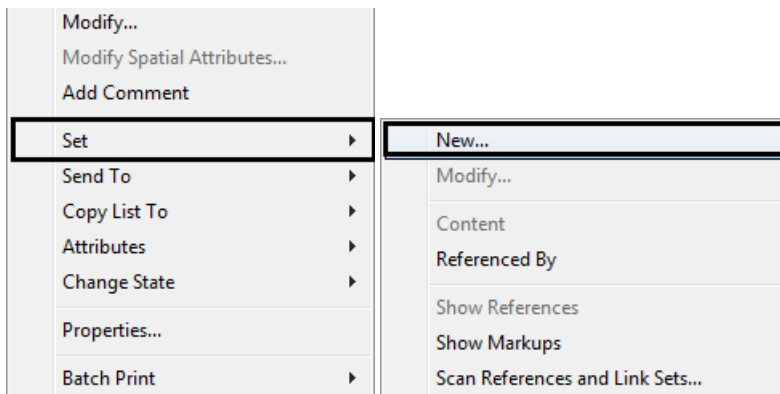 Modify...
Modify Spatial Attributes...
Add Comment
Set
Send To
Copy List To
Attributes
Change State
Properties...
Batch Print
New...
Modify...
Content
Referenced By
Show References
Show Markups
Scan References and Link Sets...